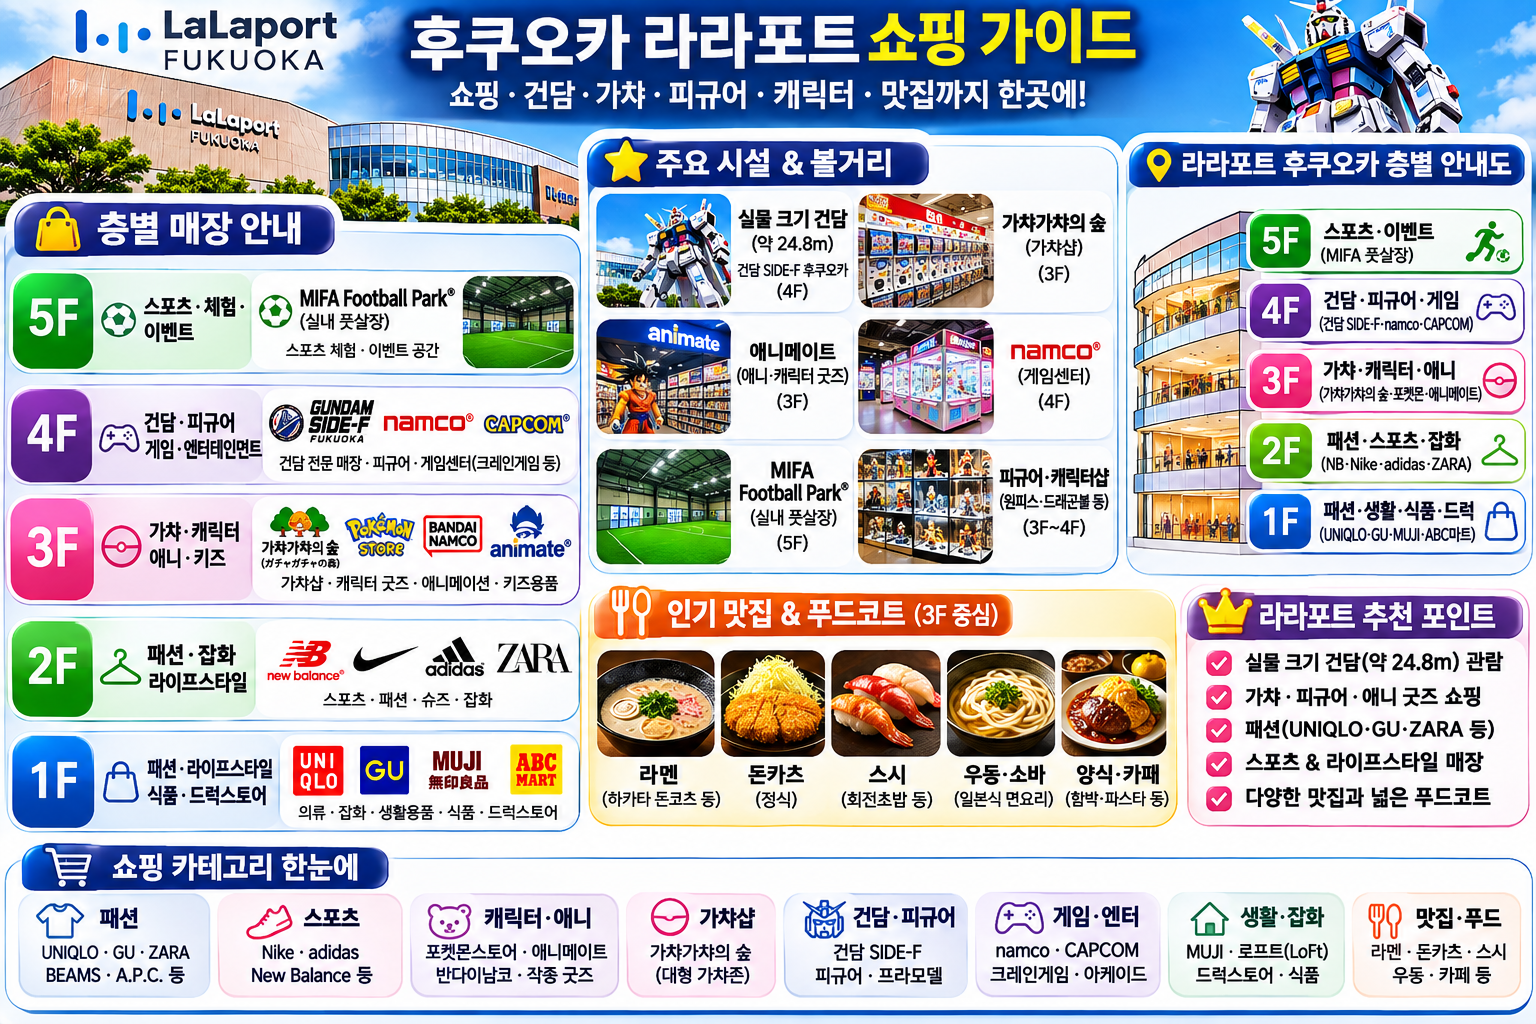 LaLaport
FUKUOKA
후쿠오카 라라포트 쇼핑 가이드
쇼핑 · 건담 · 가챠 · 피규어 · 캐릭터 · 맛집까지 한곳에!
LaLaport
FUKUOKA
층별 매장 안내
5F
스포츠 · 체험 ·
이벤트
MIFA Football Park®
(실내 풋살장)
스포츠 체험 · 이벤트 공간
4F
건담 · 피규어
게임 · 엔터테인먼트
GUNDAM
SIDE-F
FUKUOKA
namco®
CAPCOM®
건담 전문 매장 · 피규어 · 게임센터(크레인게임 등)
3F
가챠 · 캐릭터
애니 · 키즈
가챠가챠의 숲
(ガチャガチャの森)
Pokémon
STORE
BANDAI
NAMCO
animate®
가챠샵 · 캐릭터 굿즈 · 애니메이션 · 키즈용품
2F
패션 · 잡화
라이프스타일
new balance®
adidas
ZARA
스포츠 · 패션 · 슈즈 · 잡화
1F
패션 · 라이프스타일
식품 · 드럭스토어
UNI
QLO
GU
MUJI
無印良品
ABC
MART
의류 · 잡화 · 생활용품 · 식품 · 드럭스토어
주요 시설 & 볼거리
실물 크기 건담
(약 24.8m)
건담 SIDE-F 후쿠오카
(4F)
가챠가챠의 숲
(가챠샵)
(3F)
animate
애니메이트
(애니·캐릭터 굿즈)
(3F)
namco®
(게임센터)
(4F)
MIFA
Football Park®
(실내 풋살장)
(5F)
피규어·캐릭터샵
(원피스·드래곤볼 등)
(3F~4F)
라라포트 후쿠오카 층별 안내도
5F
스포츠 · 이벤트
(MIFA 풋살장)
4F
건담 · 피규어 · 게임
(건담 SIDE-F·namco·CAPCOM)
3F
가챠 · 캐릭터 · 애니
(가챠가챠의 숲·포켓몬·애니메이트)
2F
패션 · 스포츠 · 잡화
(NB·Nike·adidas·ZARA)
1F
패션 · 생활 · 식품 · 드럭
(UNIQLO·GU·MUJI·ABC마트)
인기 맛집 & 푸드코트 (3F 중심)
라멘
(하카타 돈코츠 등)
돈카츠
(정식)
스시
(회전초밥 등)
우동·소바
(일본식 면요리)
양식·카페
(함박·파스타 등)
라라포트 추천 포인트
실물 크기 건담(약 24.8m) 관람
가챠 · 피규어 · 애니 굿즈 쇼핑
패션(UNIQLO·GU·ZARA 등)
스포츠 & 라이프스타일 매장
다양한 맛집과 넓은 푸드코트
쇼핑 카테고리 한눈에
패션
UNIQLO · GU · ZARA
BEAMS · A.P.C. 등
스포츠
Nike · adidas
New Balance 등
캐릭터·애니
포켓몬스토어 · 애니메이트
반다이남코 · 각종 굿즈
가챠샵
가챠가챠의 숲
(대형 가챠존)
건담·피규어
건담 SIDE-F
피규어 · 프라모델
게임·엔터
namco · CAPCOM
크레인게임 · 아케이드
생활·잡화
MUJI · 로프트(LoFt)
드럭스토어 · 식품
맛집·푸드
라멘 · 돈카츠 · 스시
우동 · 카페 등